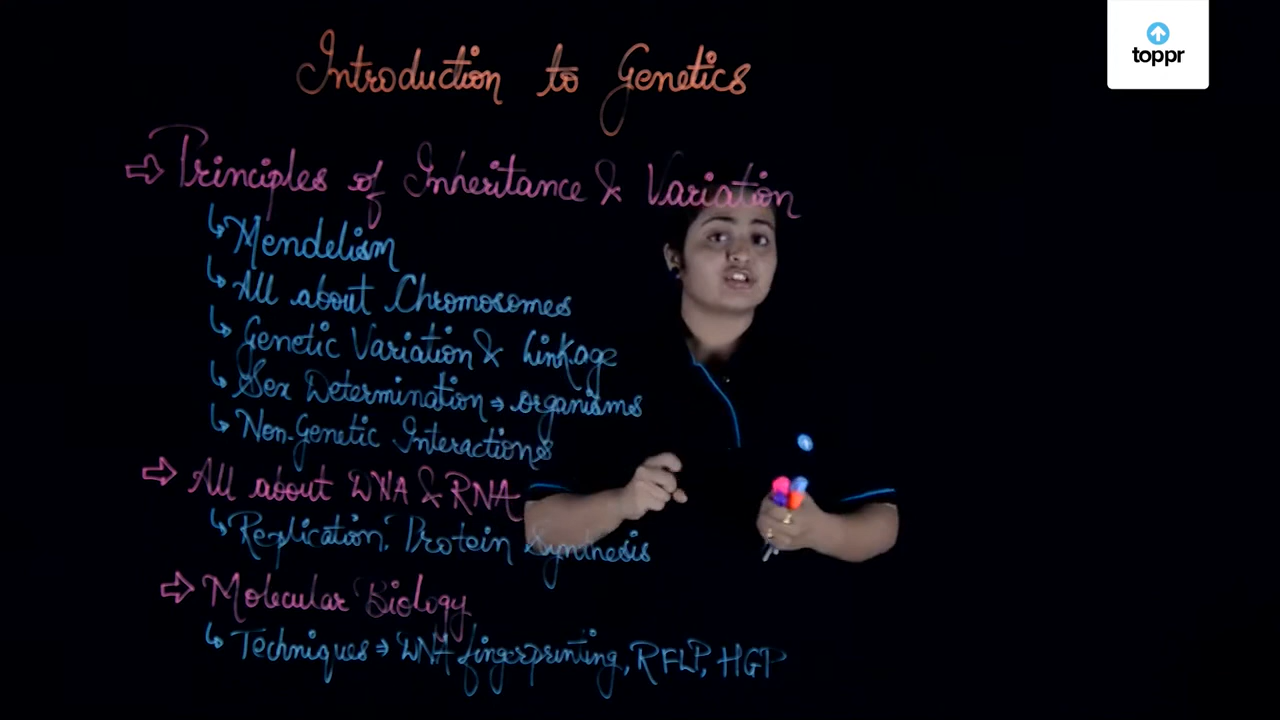 toppr
Introduction to Genetics
⇨ Principles of Inheritance & Variation
↳ Mendelism
↳ All about Chromosomes
↳ Genetic Variation & Linkage
↳ Sex Determination ⇒ organisms
↳ Non-Genetic Interactions
⇨ All about DNA & RNA
↳ Replication, Protein Synthesis
⇨ Molecular Biology
↳ Techniques ⇒ DNA fingerprinting, RFLP, HGP